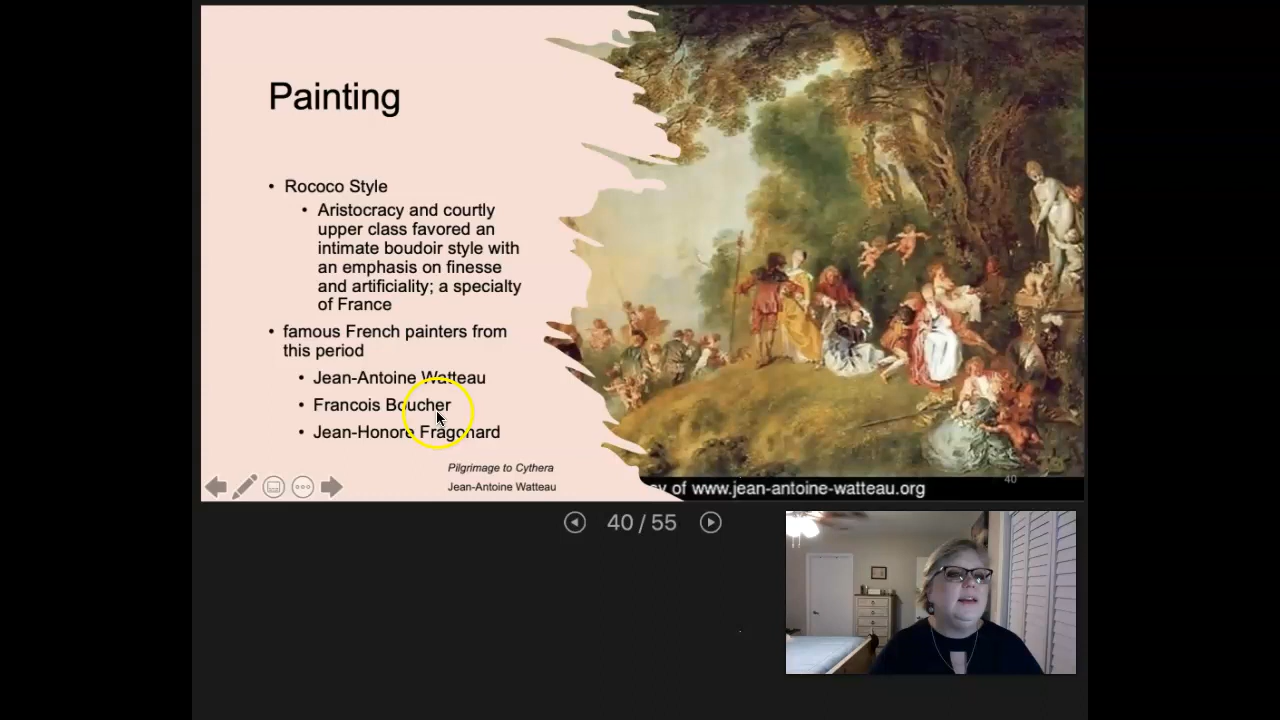 Painting
• Rococo Style
• Aristocracy and courtly
upper class favored an
intimate boudoir style with
an emphasis on finesse
and artificiality; a specialty
of France
• famous French painters from
this period
• Jean-Antoine Watteau
• Francois Boucher
• Jean-Honore Fragonard
Pilgrimage to Cythera
Jean-Antoine Watteau
of www.jean-antoine-watteau.org
40
40 / 55